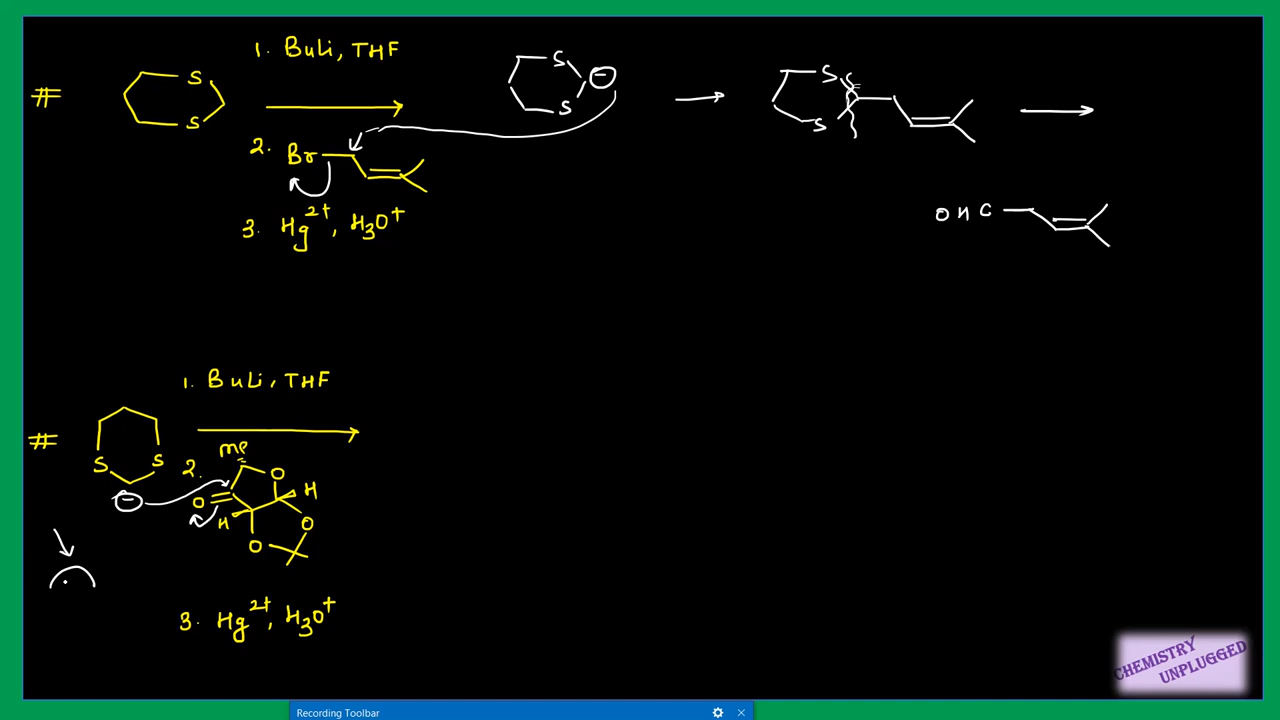 # S S 1. BuLi, THF S S ⊖ S S
2. Br
3. Hg2+, H3O+
OHC
1. BuLi, THF
# S S
2. Me O O H H O O
⊖
3. Hg2+, H3O+
CHEMISTRY
UNPLUGGED
Recording Toolbar